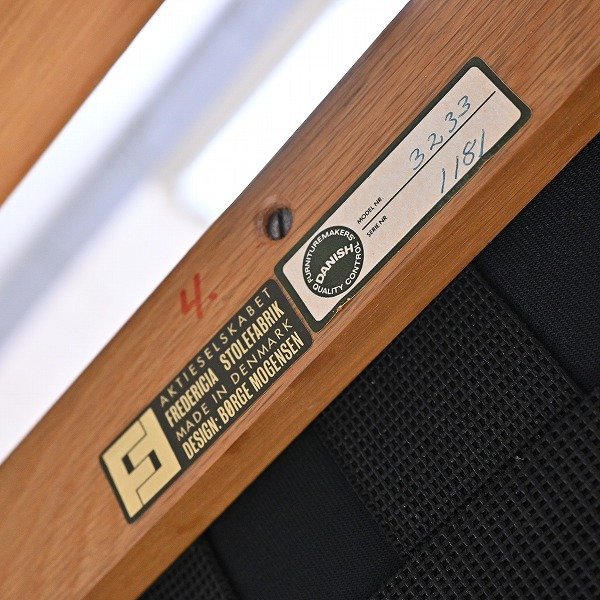 MODEL NR 3233
SERIE NR 1181
FURNITUREMAKERS'
DANISH
QUALITY CONTROL
4.
AKTIESELSKABET
FREDERICIA STOLEFABRIK
MADE IN DENMARK
DESIGN: BØRGE MOGENSEN